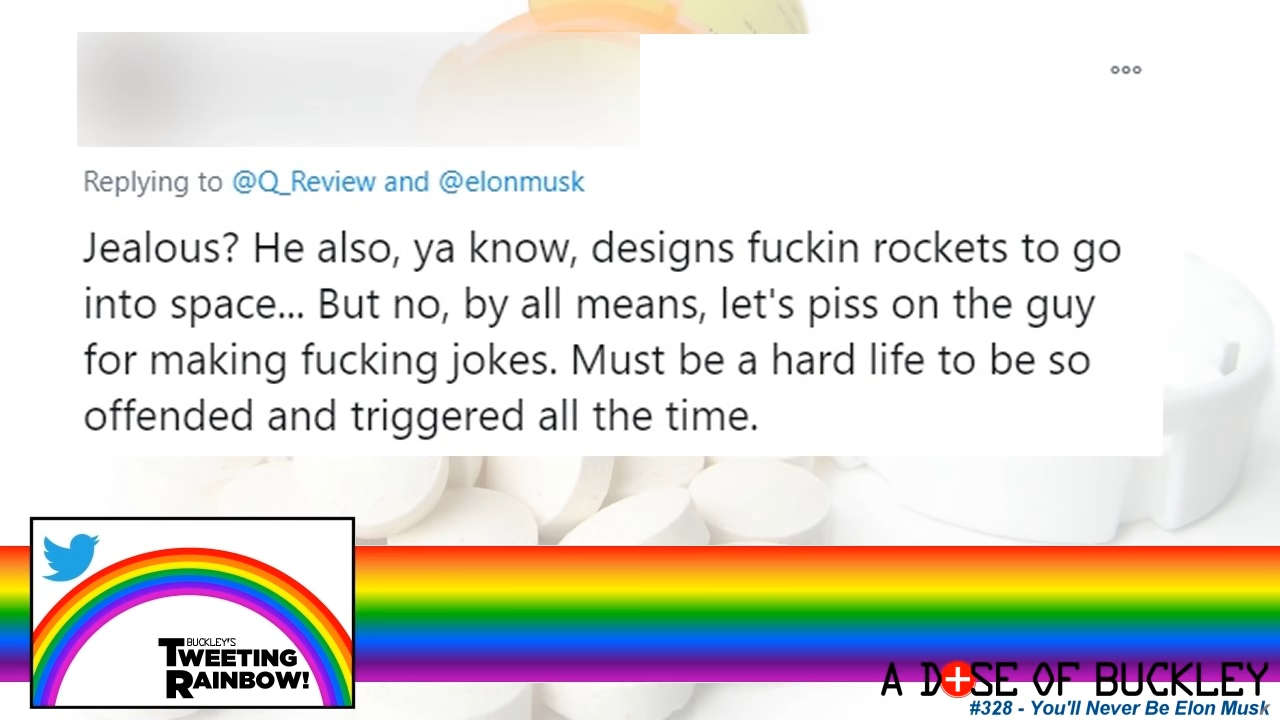 Replying to @Q_Review and @elonmusk
Jealous? He also, ya know, designs fuckin rockets to go
into space... But no, by all means, let's piss on the guy
for making fucking jokes. Must be a hard life to be so
offended and triggered all the time.
BUCKLEY'S
TWEETING
RAINBOW!
A DOSE OF BUCKLEY
#328 - You'll Never Be Elon Musk